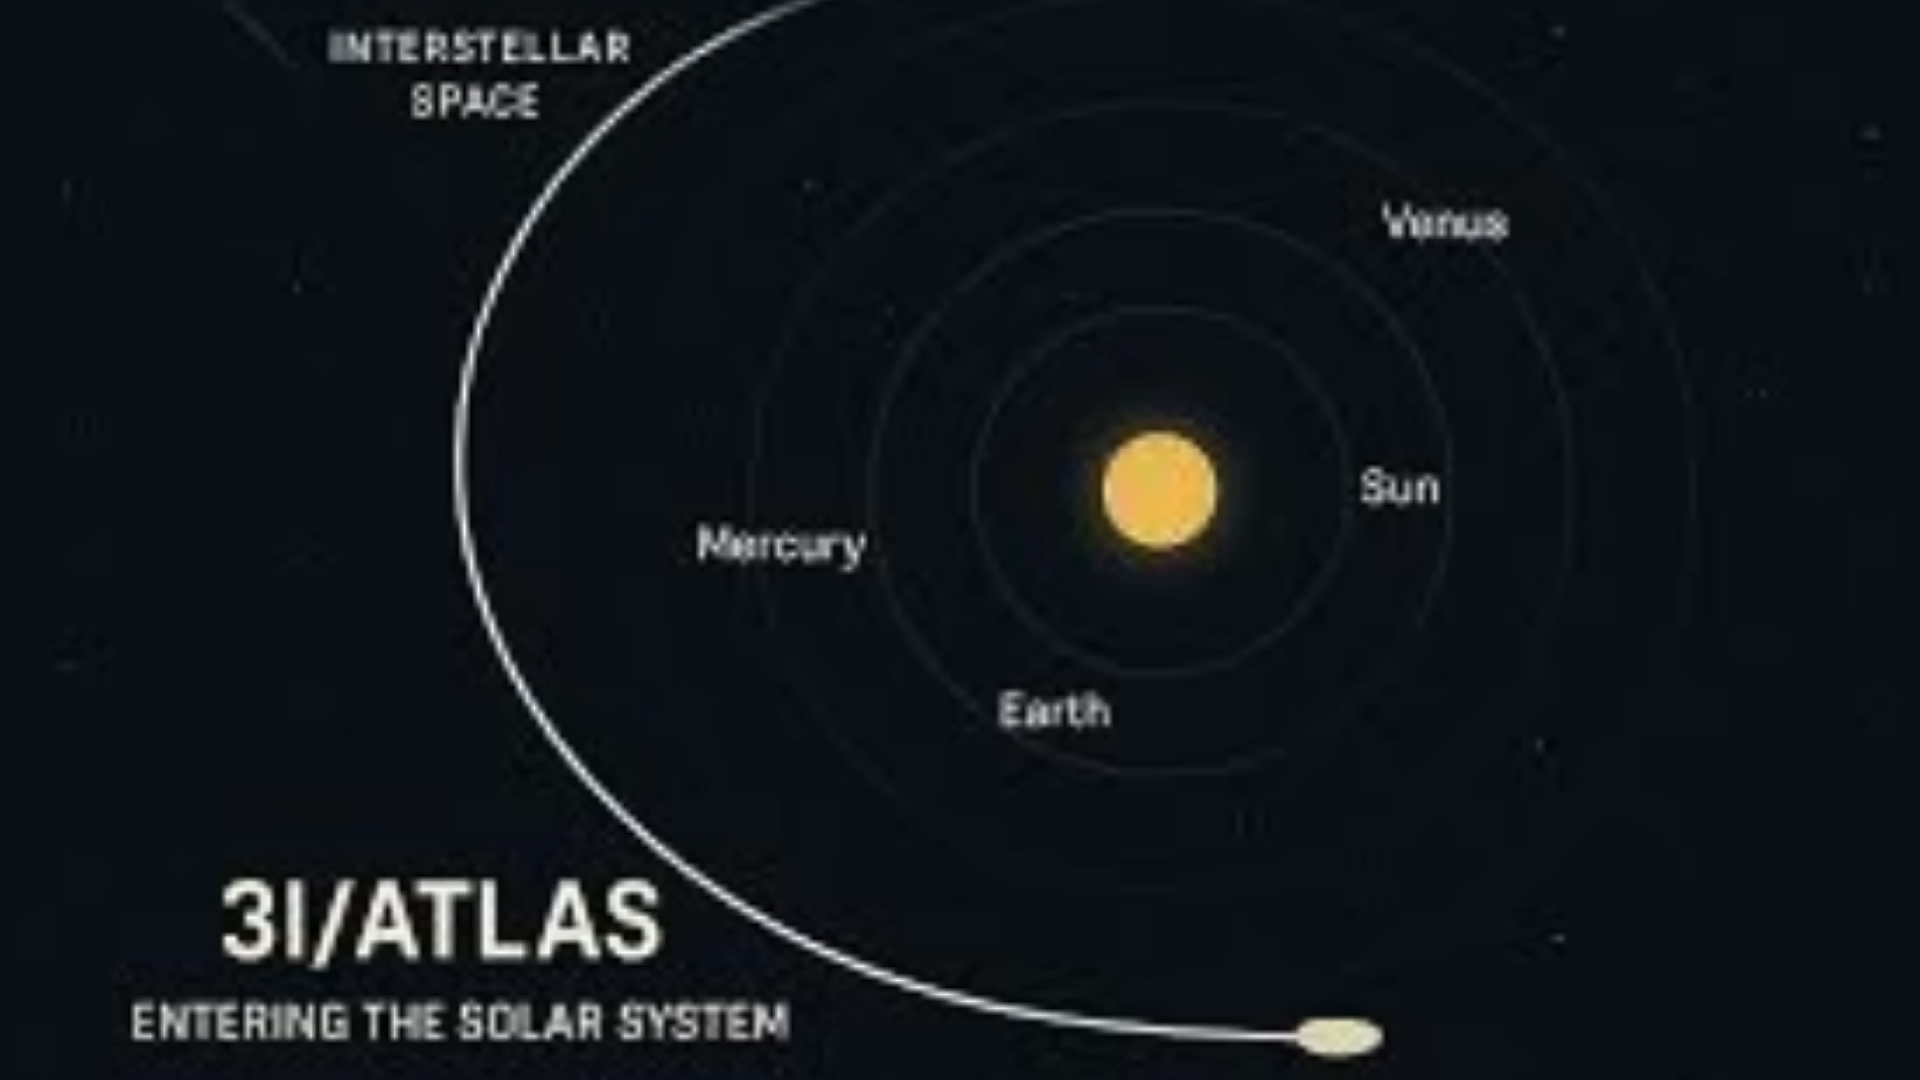 INTERSTELLAR
SPACE
Venus
Sun
Mercury
Earth
3I/ATLAS
ENTERING THE SOLAR SYSTEM